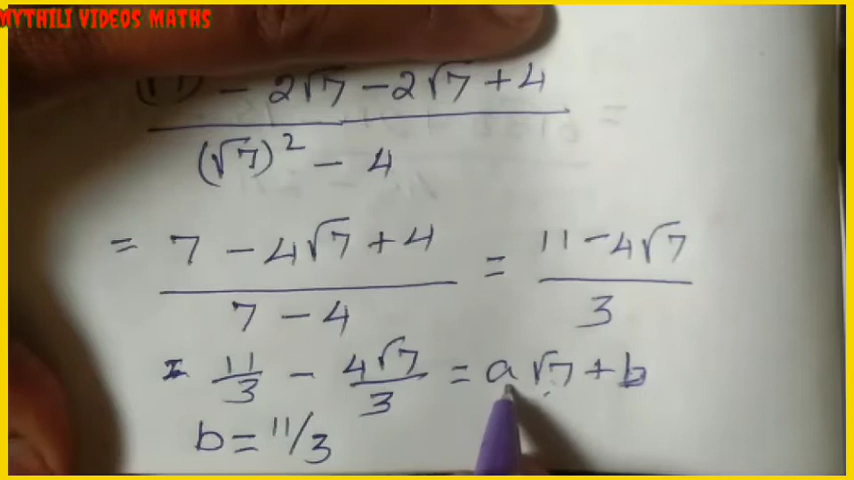 MYTHILI VIDEOS MATHS
- 2√7 - 2√7 + 4
(√7)² - 4
= 7 - 4√7 + 4 = 11 - 4√7
7 - 4 3
= 11/3 - 4√7/3 = a√7 + b
b = 11/3